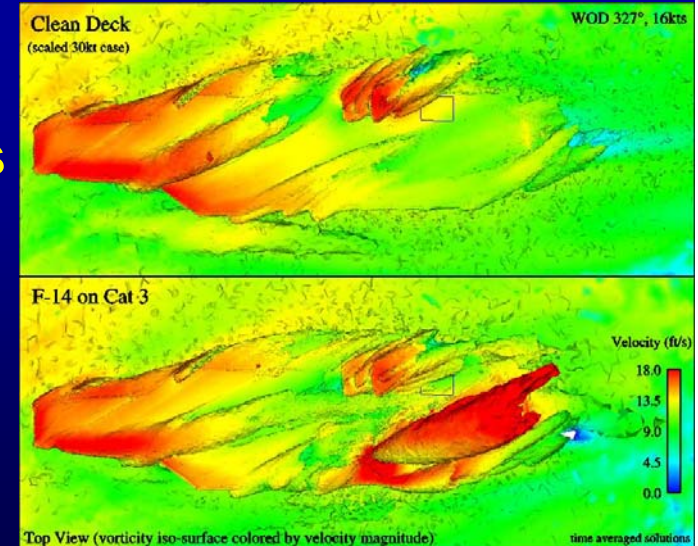 s
Clean Deck
WOD 327°, 16kts
(scaled 30kt case)
F-14 on Cat 3
Velocity (ft/s)
18.0
13.5
9.0
4.5
0.0
Top View (vorticity iso-surface colored by velocity magnitude)
time averaged solutions